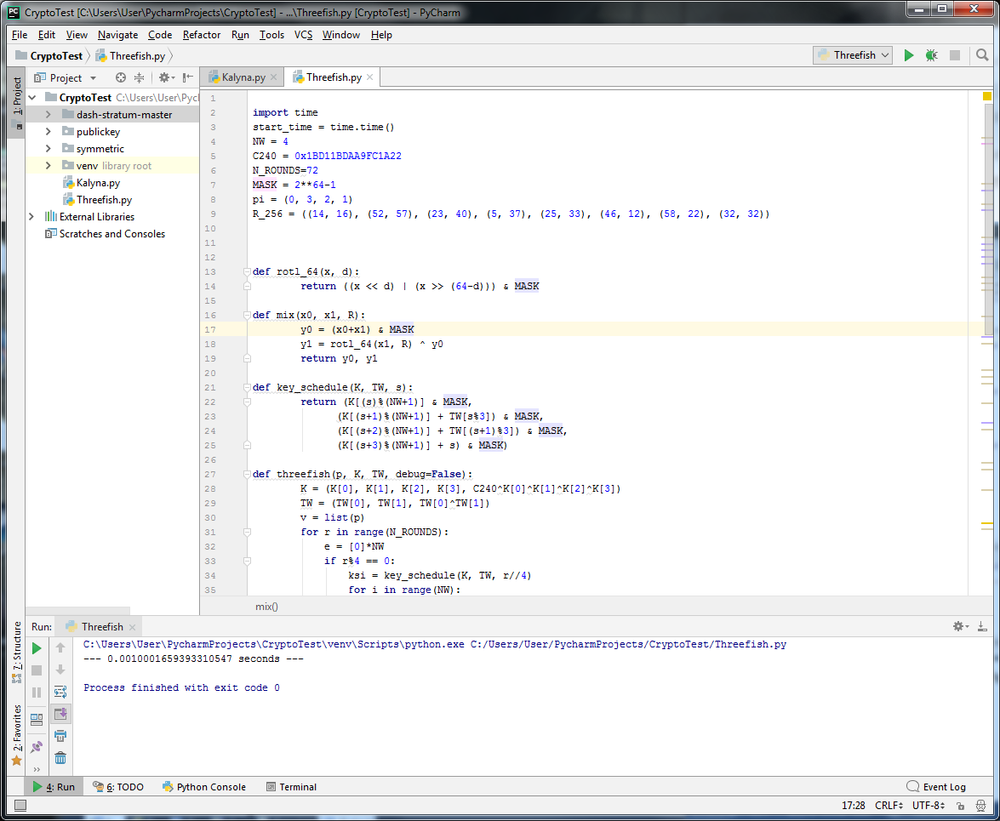 CryptoTest [C:\Users\User\PycharmProjects\CryptoTest] - ...\Threefish.py [CryptoTest] - PyCharm
File Edit View Navigate Code Refactor Run Tools VCS Window Help
CryptoTest Threefish.py Threefish
1: Project
Project
Kalyna.py Threefish.py
CryptoTest C:\Users\User\Pycl
dash-stratum-master
publickey
symmetric
venv library root
Kalyna.py
Threefish.py
External Libraries
Scratches and Consoles
1
2 import time
3 start_time = time.time()
4 NW = 4
5 C240 = 0x1BD11BDAA9FC1A22
6 N_ROUNDS=72
7 MASK = 2**64-1
8 pi = (0, 3, 2, 1)
9 R_256 = ((14, 16), (52, 57), (23, 40), (5, 37), (25, 33), (46, 12), (58, 22), (32, 32))
10
11
12
13 def rotl_64(x, d):
14 return ((x << d) | (x >> (64-d))) & MASK
15
16 def mix(x0, x1, R):
17 y0 = (x0+x1) & MASK
18 y1 = rotl_64(x1, R) ^ y0
19 return y0, y1
20
21 def key_schedule(K, TW, s):
22 return (K[(s)%(NW+1)] & MASK,
23 (K[(s+1)%(NW+1)] + TW[s%3]) & MASK,
24 (K[(s+2)%(NW+1)] + TW[(s+1)%3]) & MASK,
25 (K[(s+3)%(NW+1)] + s) & MASK)
26
27 def threefish(p, K, TW, debug=False):
28 K = (K[0], K[1], K[2], K[3], C240^K[0]^K[1]^K[2]^K[3])
29 TW = (TW[0], TW[1], TW[0]^TW[1])
30 v = list(p)
31 for r in range(N_ROUNDS):
32 e = [0]*NW
33 if r%4 == 0:
34 ksi = key_schedule(K, TW, r//4)
35 for i in range(NW):
mix()
7: Structure
2: Favorites
Run: Threefish
C:\Users\User\PycharmProjects\CryptoTest\venv\Scripts\python.exe C:/Users/User/PycharmProjects/CryptoTest/Threefish.py
--- 0.0010001659393310547 seconds ---
Process finished with exit code 0
4: Run 6: TODO Python Console Terminal Event Log
17:28 CRLF UTF-8